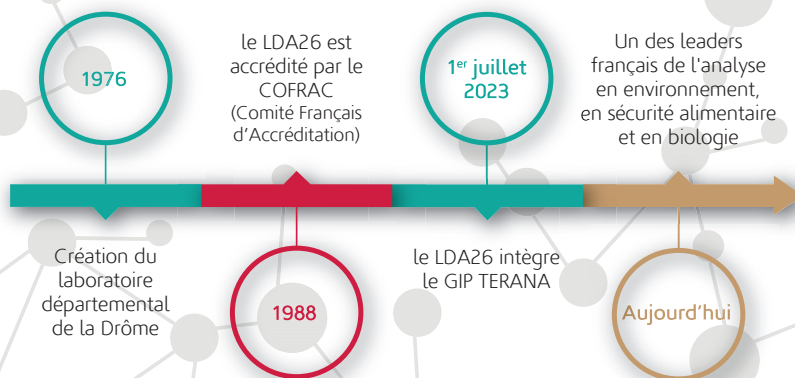 1976
Création du
laboratoire
départemental
de la Drôme
le LDA26 est
accrédité par le
COFRAC
(Comité Français
d'Accréditation)
1988
1er juillet
2023
le LDA26 intègre
le GIP TERANA
Un des leaders
français de l'analyse
en environnement,
en sécurité alimentaire
et en biologie
Aujourd'hui